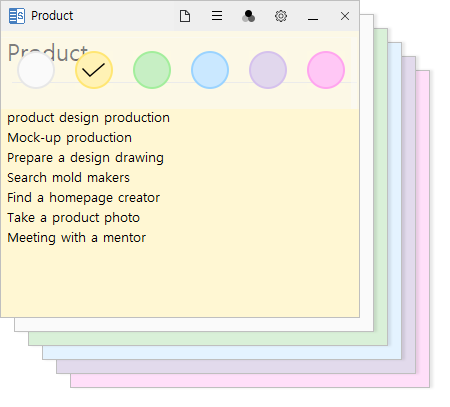 Product
Product
product design production
Mock-up production
Prepare a design drawing
Search mold makers
Find a homepage creator
Take a product photo
Meeting with a mentor